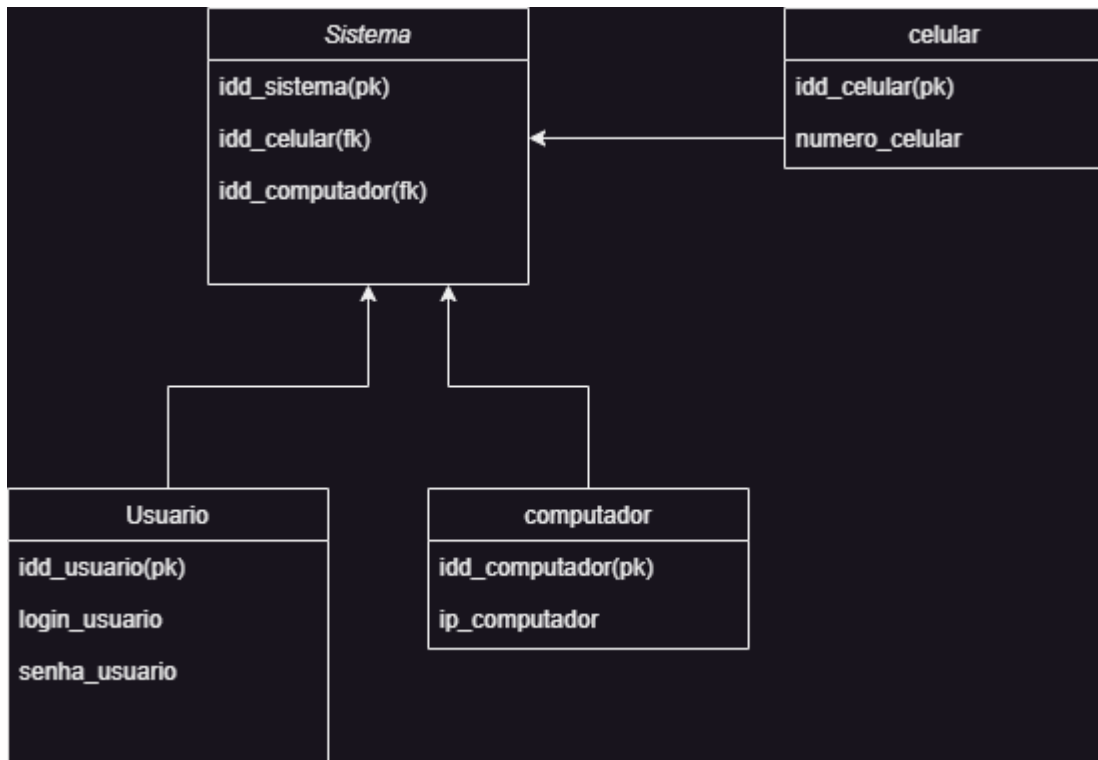 Sistema
idd_sistema(pk)
idd_celular(fk)
idd_computador(fk)
celular
idd_celular(pk)
numero_celular
Usuario
idd_usuario(pk)
login_usuario
senha_usuario
computador
idd_computador(pk)
ip_computador